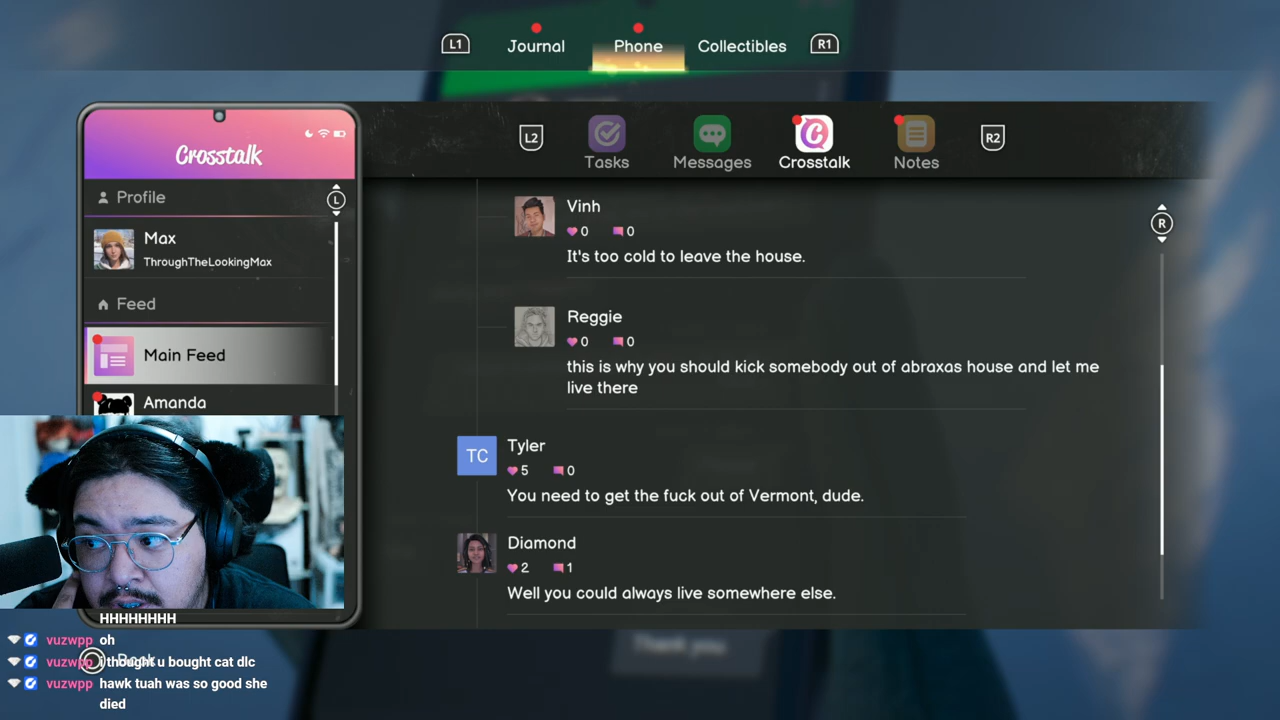 L1
Journal
Phone
Collectibles
R1
Crosstalk
L2
Tasks
Messages
Crosstalk
Notes
R2
Profile
L
Max
ThroughTheLookingMax
Feed
Main Feed
Amanda
Vinh
0
0
It's too cold to leave the house.
R
Reggie
0
0
this is why you should kick somebody out of abraxas house and let me
live there
TC
Tyler
5
0
You need to get the fuck out of Vermont, dude.
Diamond
2
1
Well you could always live somewhere else.
Thank you
Back
HHHHHHHH
vuzwpp oh
vuzwpp i thought u bought cat dlc
vuzwpp hawk tuah was so good she
died